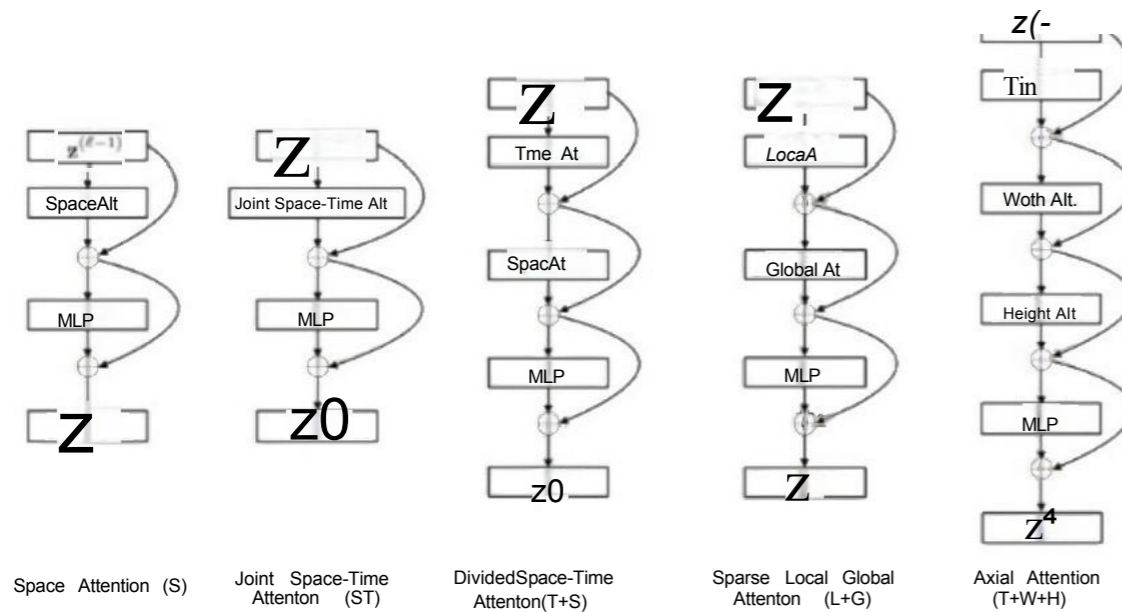 z^(ℓ-1)
SpaceAlt
MLP
Z
Space Attention (S)
Z
Joint Space-Time Alt
MLP
z0
Joint Space-Time
Attenton (ST)
Z
Tme At
SpacAt
MLP
z0
DividedSpace-Time
Attenton(T+S)
Z
LocaA
Global At
MLP
Z
Sparse Local Global
Attenton (L+G)
z(-
Tin
Woth Alt.
Height Alt
MLP
z⁴
Axial Attention
(T+W+H)